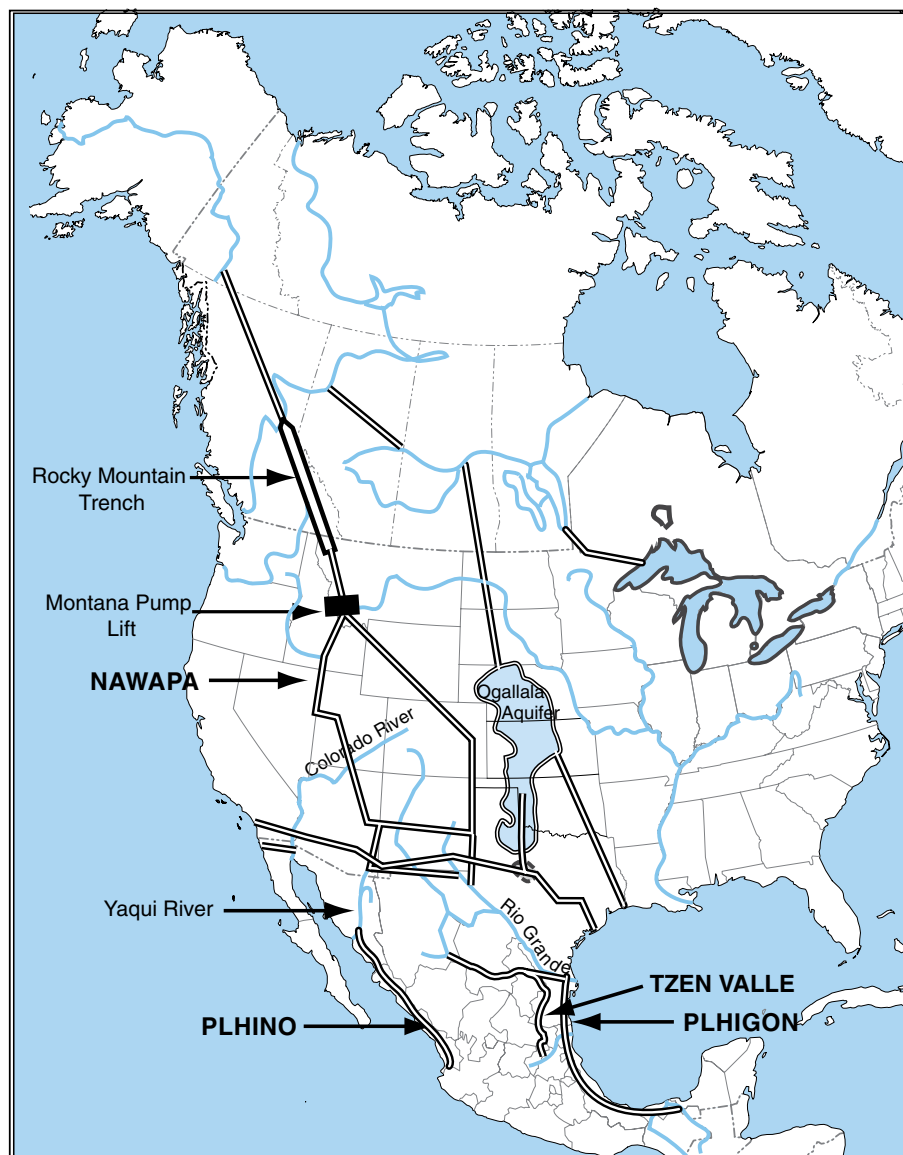 Rocky Mountain
Trench
Montana Pump
Lift
NAWAPA
Ogallala
Aquifer
Colorado River
Yaqui River
Rio Grande
TZEN VALLE
PLHINO
PLHIGON